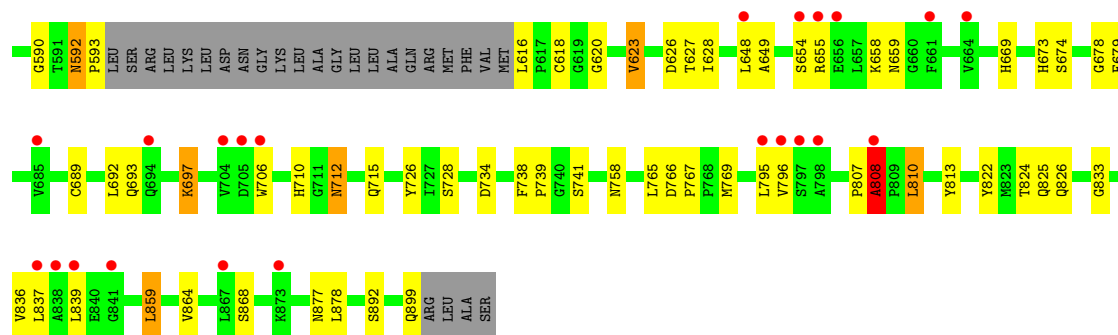 G590 T591 N592 P593 LEU SER ARG LEU LYS LEU ASP ASN GLY LYS LEU ALA GLY LEU LEU ALA GLN ARG MET PHE VAL MET L616 P617 C618 G619 G620 V623 D626 T627 I628 L648 A649 S654 R655 E656 L657 K658 N659 G660 F661 V664 H669 H673 S674 G678 E679
V685 C689 L692 Q693 Q694 K697 V704 D705 W706 H710 G711 N712 Q715 Y726 I727 S728 D734 F738 P739 G740 S741 N758 L765 D766 P767 P768 M769 L795 V796 S797 A798 P807 A808 P809 L810 Y813 Y822 M823 T824 Q825 Q826 G833
V836 L837 A838 L839 E840 G841 L859 V864 L867 S868 K873 N877 L878 S892 Q899 ARG LEU ALA SER